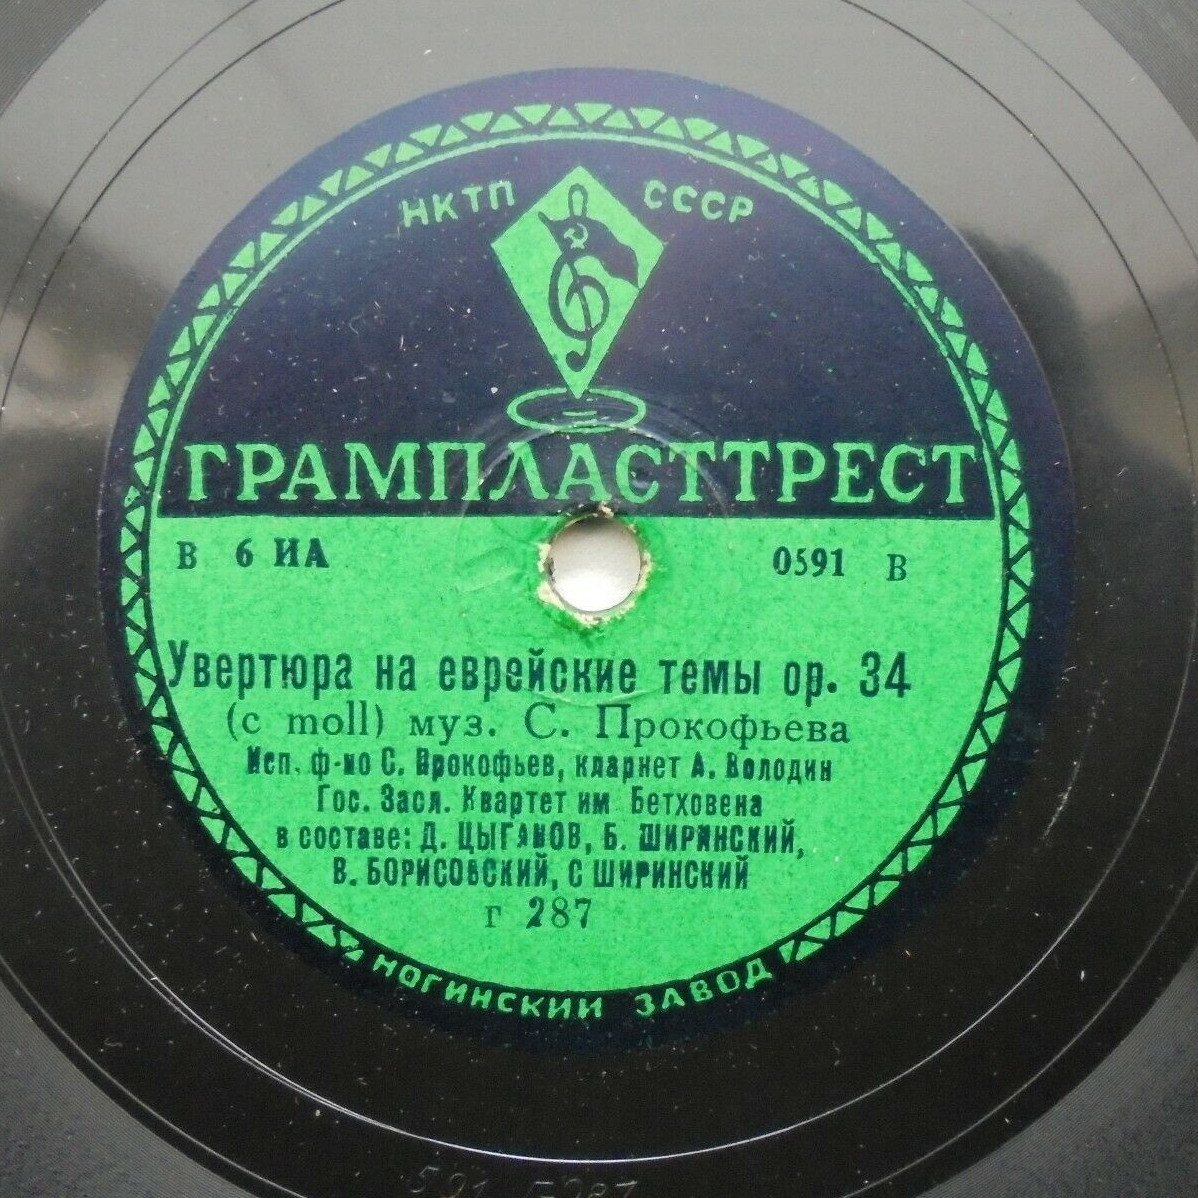 НКТП СССР
ГРАМПЛАСТТРЕСТ
В 6 ИА 0591 В
Увертюра на еврейские темы ор. 34
(c moll) муз. С. Прокофьева
Исп. ф-но С. Прокофьев, кларнет А. Володин
Гос. Засл. Квартет им Бетховена
в составе: Д. ЦЫГАНОВ, Б. ШИРИНСКИЙ,
В. БОРИСОВСКИЙ, С ШИРИНСКИЙ
г 287
НОГИНСКИЙ ЗАВОД
591